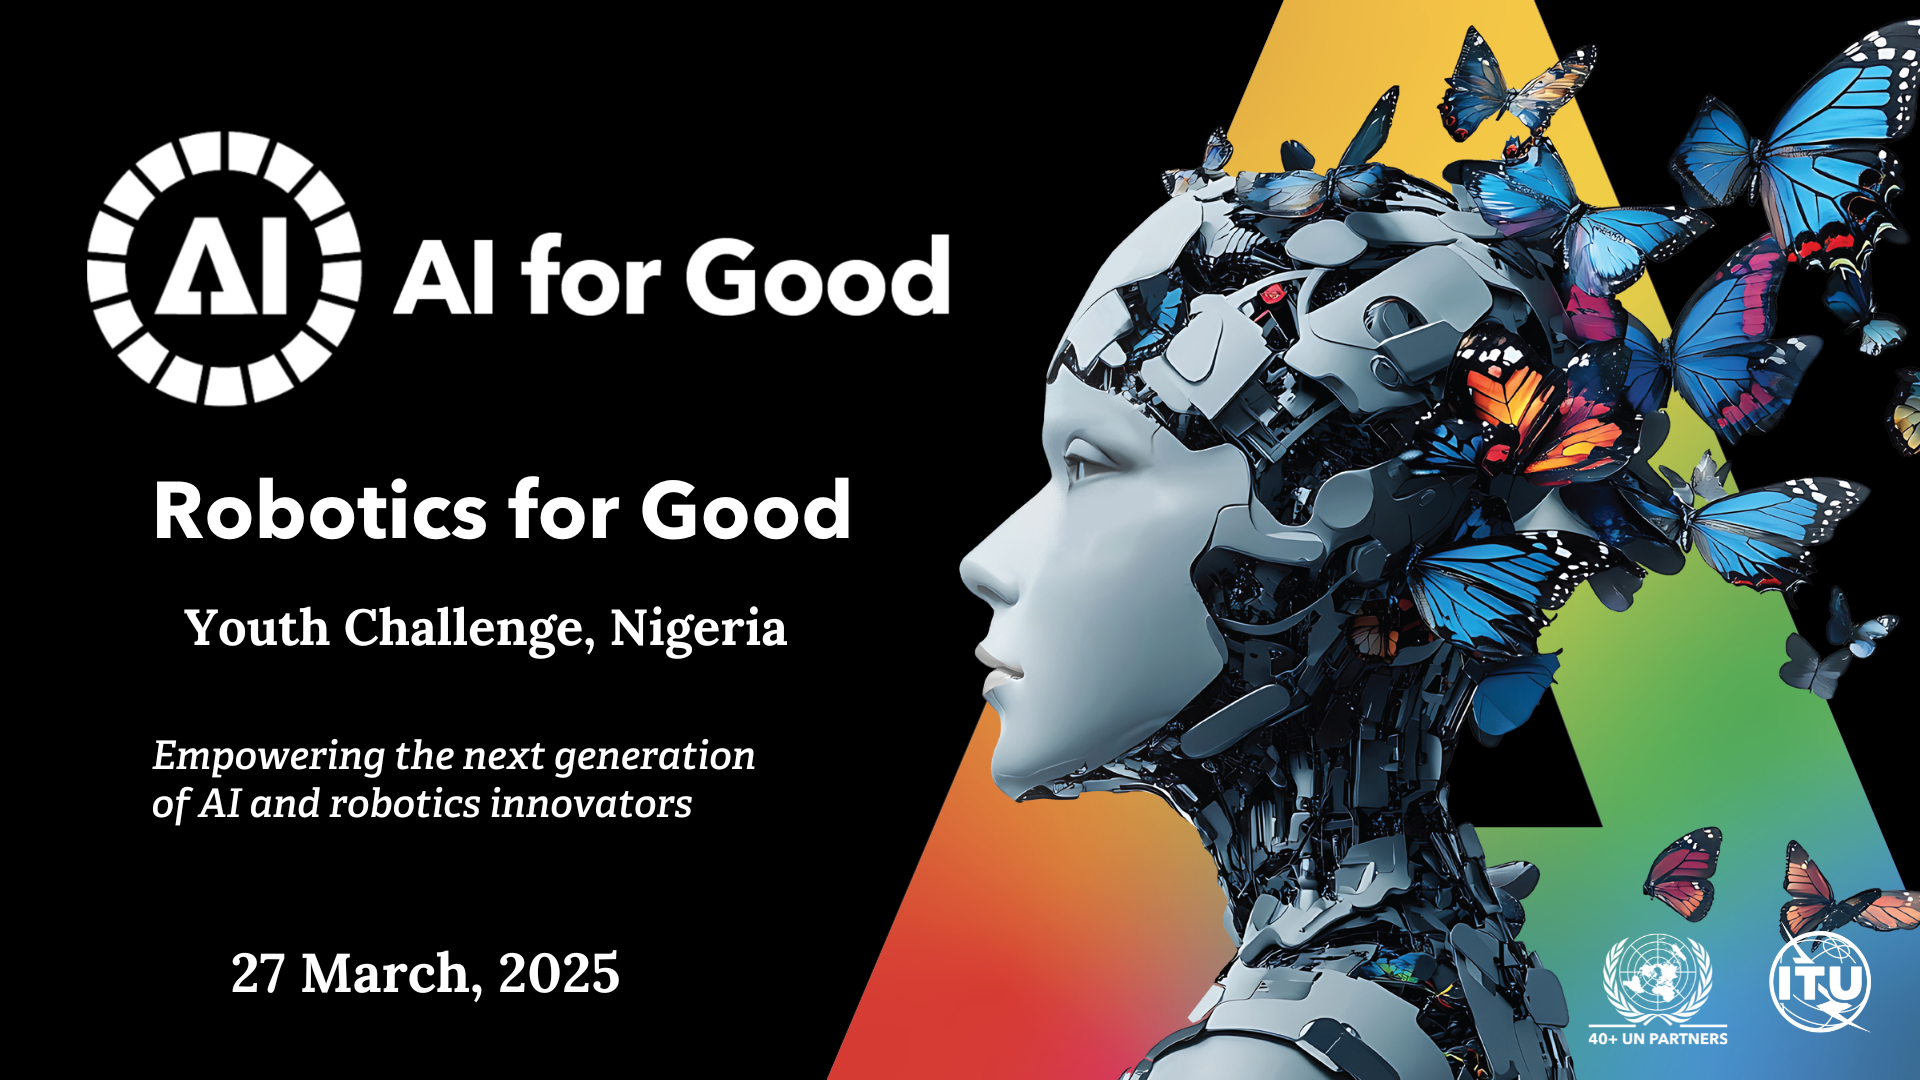 AI
AI for Good
Robotics for Good
Youth Challenge, Nigeria
Empowering the next generation
of AI and robotics innovators
27 March, 2025
40+ UN PARTNERS
ITU